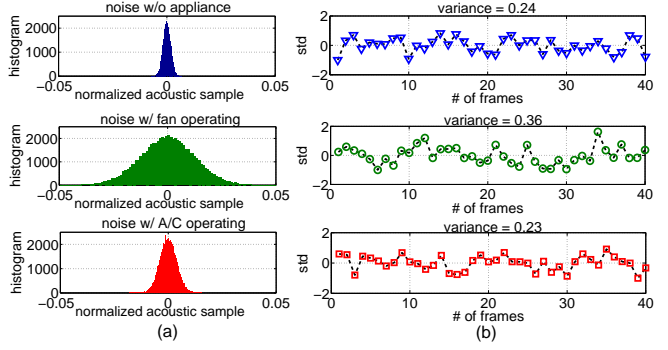 noise w/o appliance
2000
1000
0
histogram
−0.05
0
0.05
normalized acoustic sample
noise w/ fan operating
2000
1000
0
histogram
−0.05
0
0.05
normalized acoustic sample
noise w/ A/C operating
2000
1000
0
histogram
−0.05
0
0.05
normalized acoustic sample
(a)
variance = 0.24
2
0
−2
std
0
10
20
30
40
# of frames
variance = 0.36
2
0
−2
std
0
10
20
30
40
# of frames
variance = 0.23
2
0
−2
std
0
10
20
30
40
# of frames
(b)